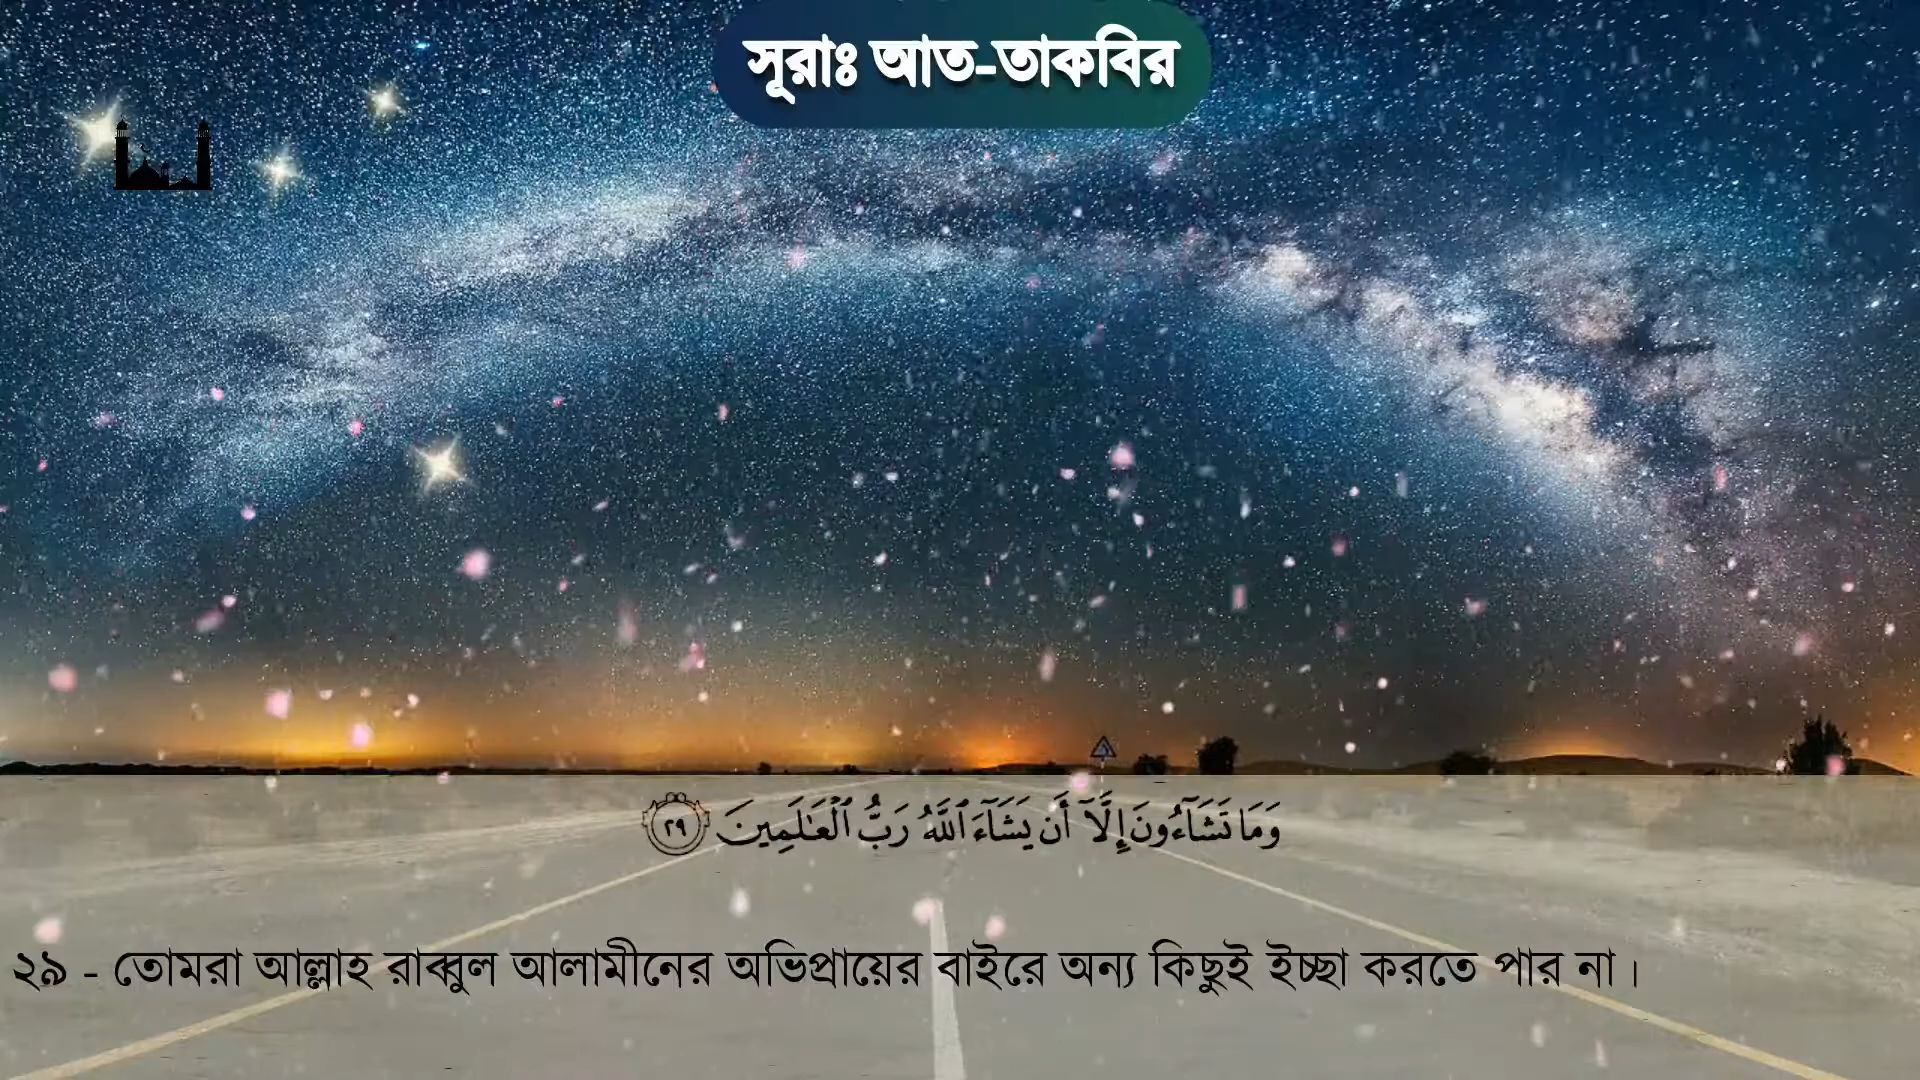 সূরাঃ আত-তাকবির
وَمَا تَشَآءُونَ إِلَّآ أَن يَشَآءَ ٱللَّهُ رَبُّ ٱلْعَـٰلَمِينَ ٢٩
২৯ - তোমরা আল্লাহ রাব্বুল আলামীনের অভিপ্রায়ের বাইরে অন্য কিছুই ইচ্ছা করতে পার না।